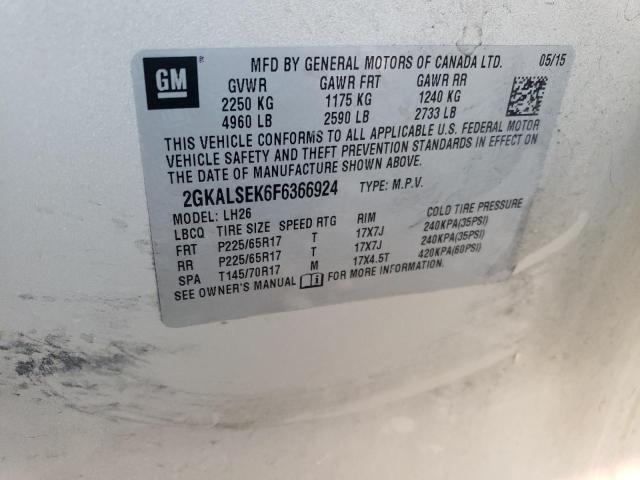 GM
MFD BY GENERAL MOTORS OF CANADA LTD. 05/15
GVWR GAWR FRT GAWR RR
2250 KG 1175 KG 1240 KG
4960 LB 2590 LB 2733 LB
THIS VEHICLE CONFORMS TO ALL APPLICABLE U.S. FEDERAL MOTOR
VEHICLE SAFETY AND THEFT PREVENTION STANDARDS IN EFFECT ON
THE DATE OF MANUFACTURE SHOWN ABOVE.
2GKALSEK6F6366924 TYPE: M.P.V.
MODEL: LH26
LBCQ TIRE SIZE SPEED RTG RIM COLD TIRE PRESSURE
FRT P225/65R17 T 17X7J 240KPA(35PSI)
RR P225/65R17 T 17X7J 240KPA(35PSI)
SPA T145/70R17 M 17X4.5T 420KPA(60PSI)
SEE OWNER'S MANUAL FOR MORE INFORMATION.